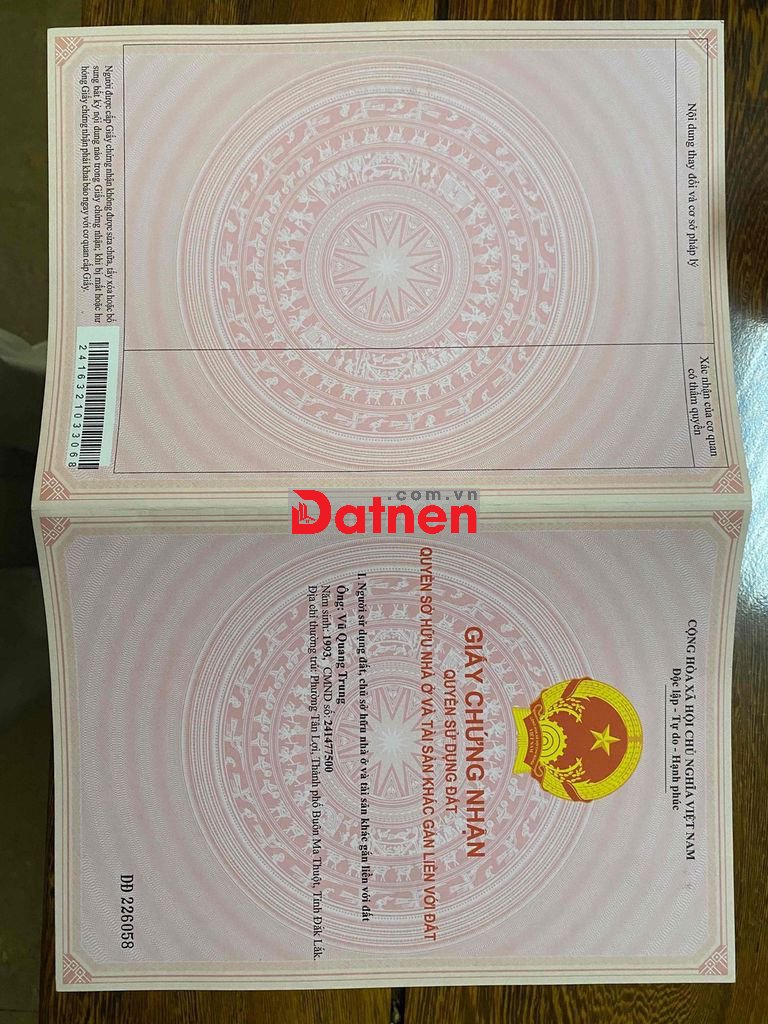 CỘNG HÒA XÃ HỘI CHỦ NGHĨA VIỆT NAM
Độc lập - Tự do - Hạnh phúc
GIẤY CHỨNG NHẬN
QUYỀN SỬ DỤNG ĐẤT
QUYỀN SỞ HỮU NHÀ Ở VÀ TÀI SẢN KHÁC GẮN LIỀN VỚI ĐẤT
I. Người sử dụng đất, chủ sở hữu nhà ở và tài sản khác gắn liền với đất
Ông: Vũ Quang Trung
Năm sinh: 1993, CMND số: 241477500
Địa chỉ thường trú: Phường Tân Lợi, Thành phố Buôn Ma Thuột, Tỉnh Đắk Lắk.
DĐ 226058
Nội dung thay đổi và cơ sở pháp lý
Xác nhận của cơ quan
có thẩm quyền
Người được cấp Giấy chứng nhận không được sửa chữa, tẩy xóa hoặc bổ
sung bất kỳ nội dung nào trong Giấy chứng nhận; khi bị mất hoặc hư
hỏng Giấy chứng nhận phải khai báo ngay với cơ quan cấp Giấy.
2416321033068
Datnen
.com.vn